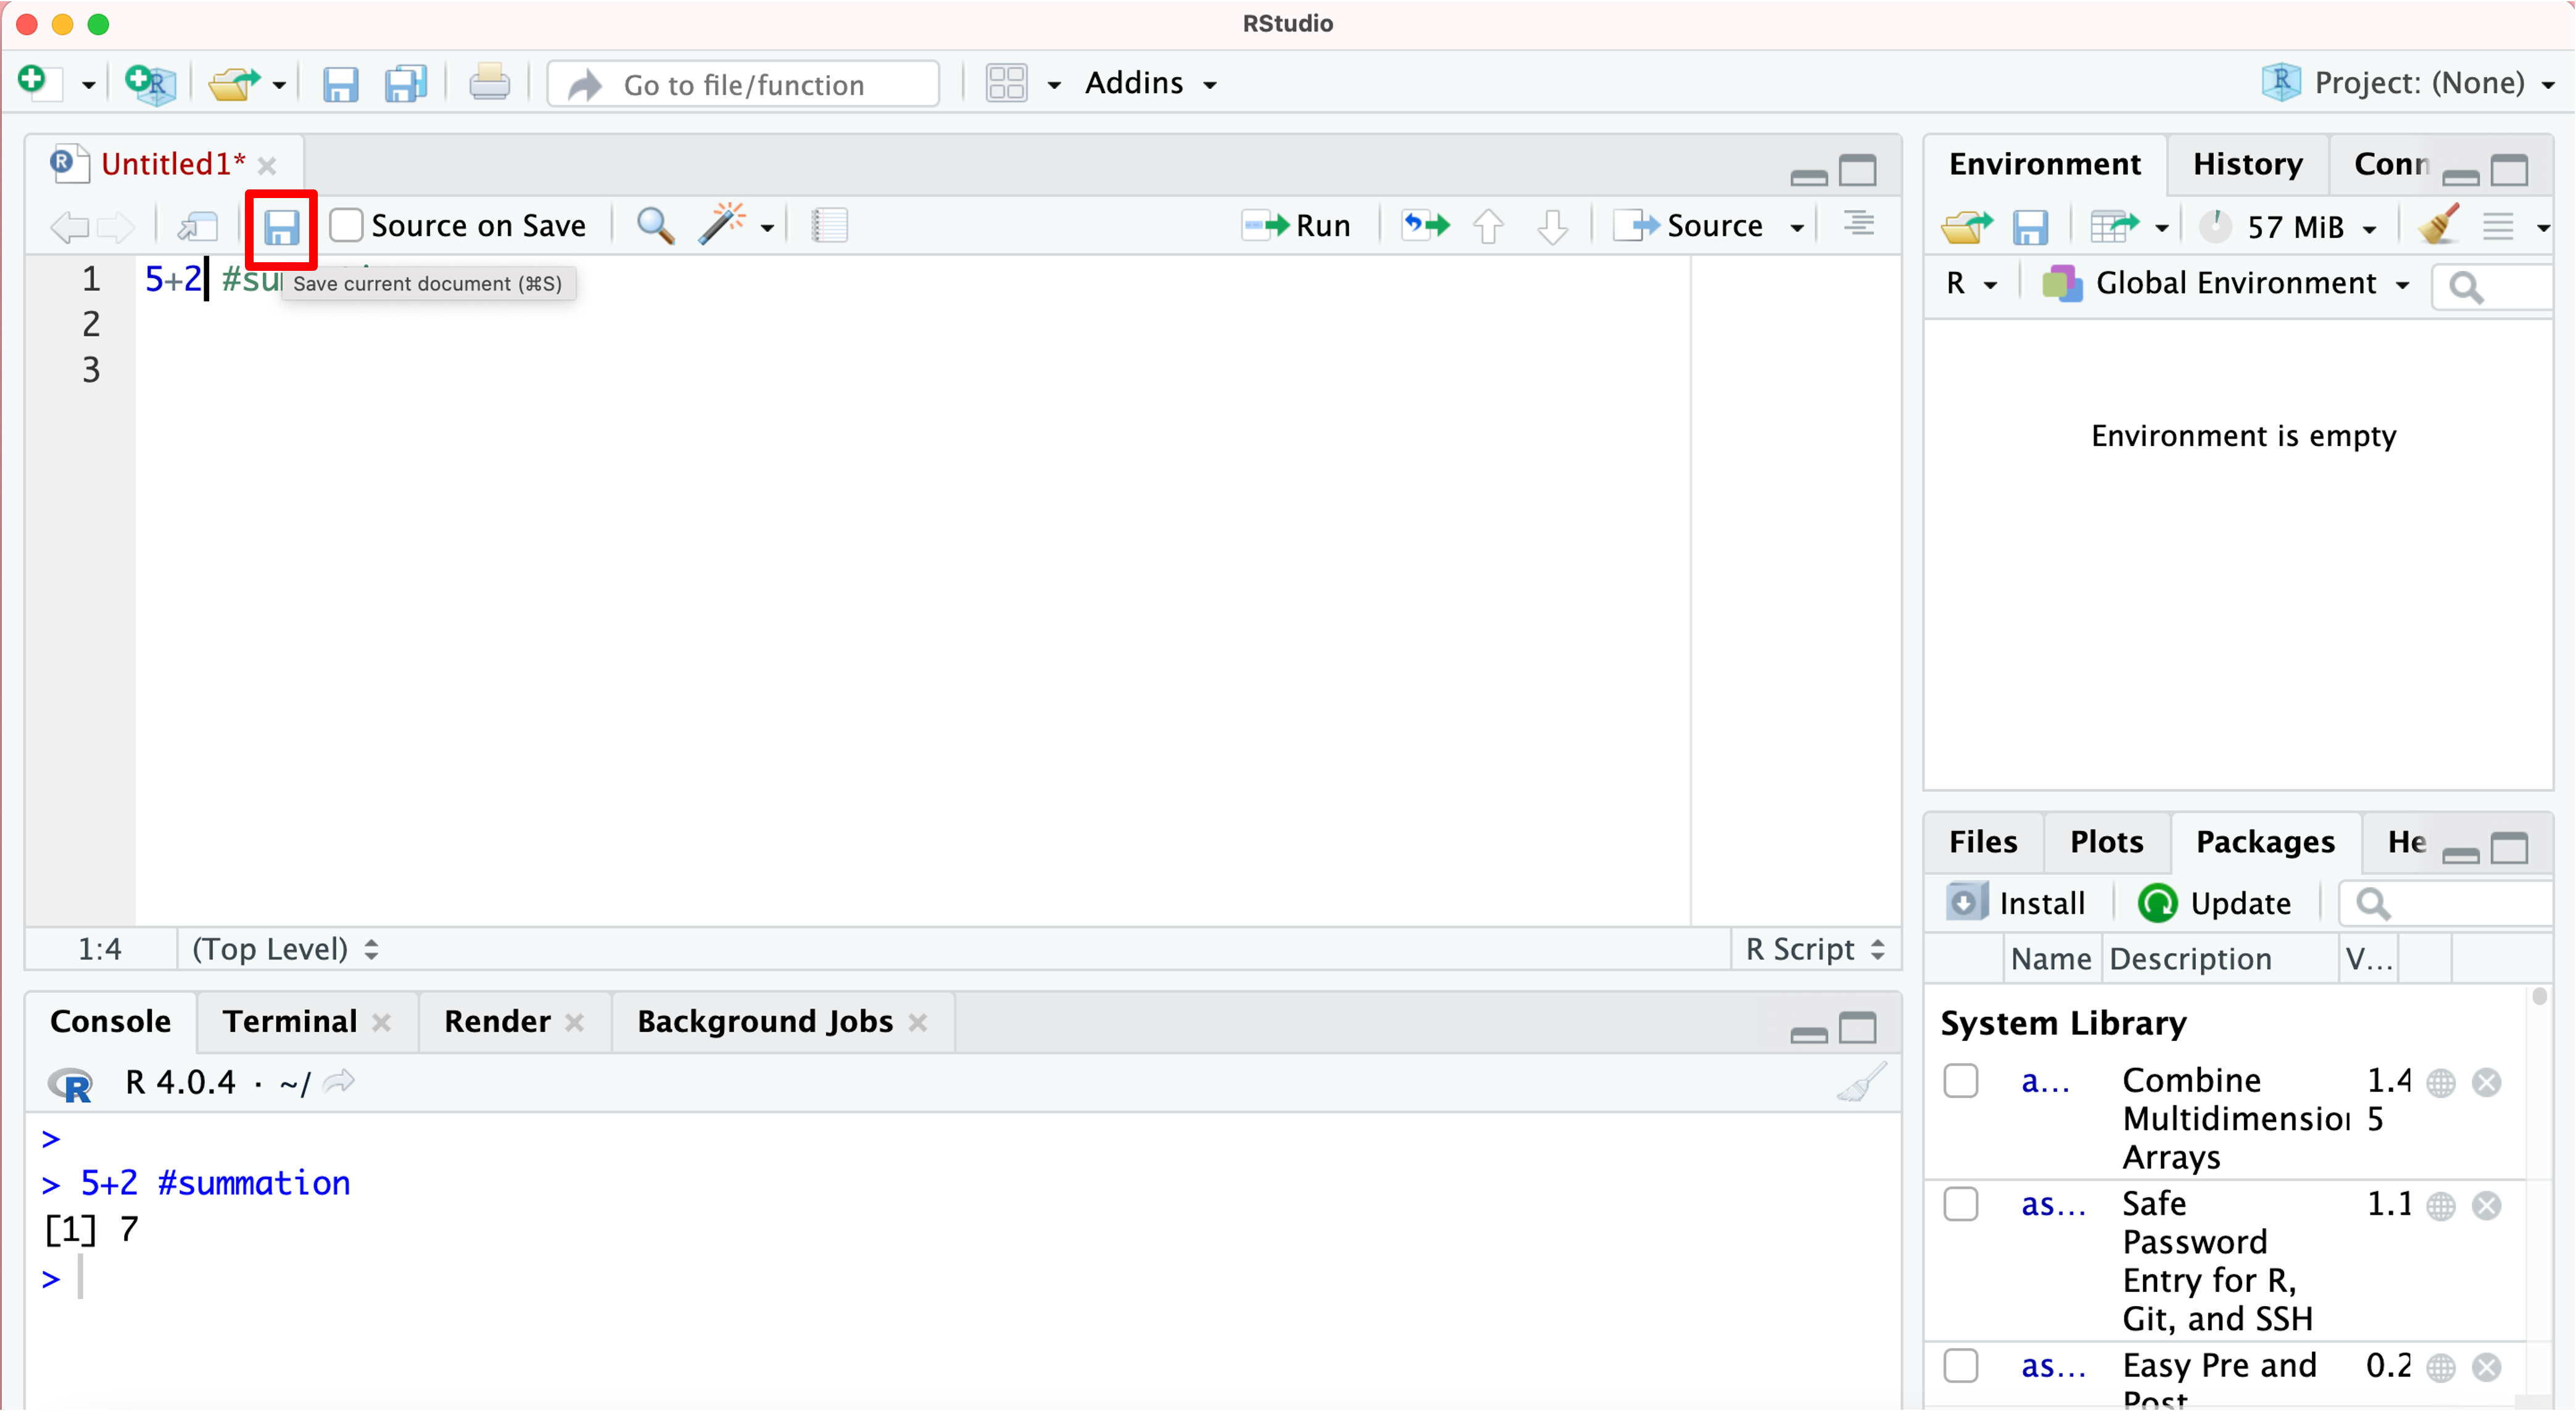 RStudio
Go to file/function
Addins
Project: (None)
Untitled1*
Source on Save
Run
Source
1 5+2 #su
Save current document (⌘S)
2
3
1:4 (Top Level) R Script
Console Terminal Render Background Jobs
R 4.0.4 · ~/
>
> 5+2 #summation
[1] 7
>
Environment History Conn
57 MiB
R Global Environment
Environment is empty
Files Plots Packages He
Install Update
Name Description V...
System Library
a... Combine 1.4
Multidimension 5
Arrays
as... Safe 1.1
Password
Entry for R,
Git, and SSH
as... Easy Pre and 0.2
Post